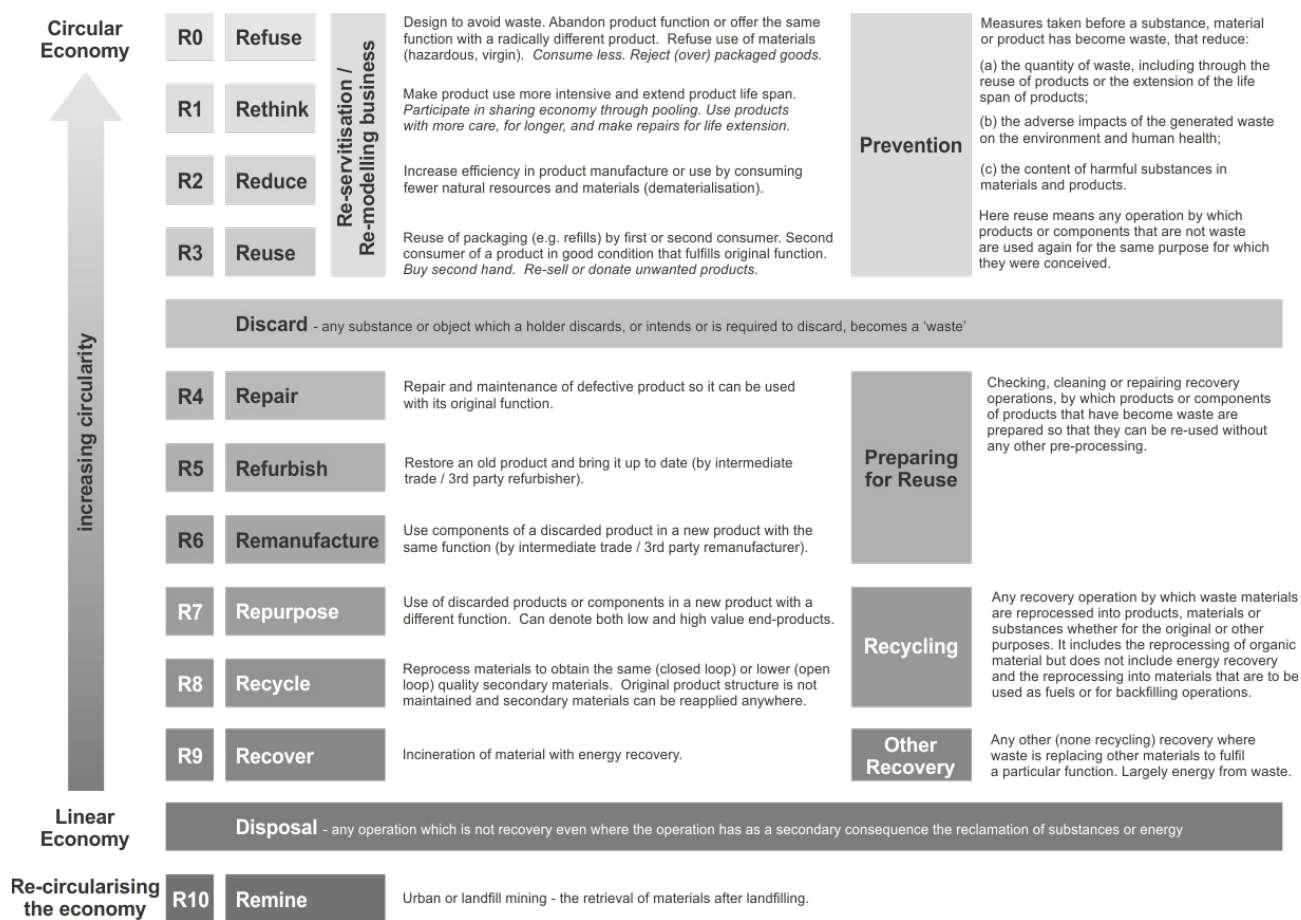 Circular
Economy
increasing circularity
Linear
Economy
Re-circularising
the economy
R0 Refuse
Re-servitisation /
Re-modelling business
Design to avoid waste. Abandon product function or offer the same
function with a radically different product. Refuse use of materials
(hazardous, virgin). Consume less. Reject (over) packaged goods.
R1 Rethink
Make product use more intensive and extend product life span.
Participate in sharing economy through pooling. Use products
with more care, for longer, and make repairs for life extension.
R2 Reduce
Increase efficiency in product manufacture or use by consuming
fewer natural resources and materials (dematerialisation).
R3 Reuse
Reuse of packaging (e.g. refills) by first or second consumer. Second
consumer of a product in good condition that fulfills original function.
Buy second hand. Re-sell or donate unwanted products.
Prevention
Measures taken before a substance, material
or product has become waste, that reduce:
(a) the quantity of waste, including through the
reuse of products or the extension of the life
span of products;
(b) the adverse impacts of the generated waste
on the environment and human health;
(c) the content of harmful substances in
materials and products.
Here reuse means any operation by which
products or components that are not waste
are used again for the same purpose for which
they were conceived.
Discard - any substance or object which a holder discards, or intends or is required to discard, becomes a ‘waste’
R4 Repair
Repair and maintenance of defective product so it can be used
with its original function.
R5 Refurbish
Restore an old product and bring it up to date (by intermediate
trade / 3rd party refurbisher).
R6 Remanufacture
Use components of a discarded product in a new product with the
same function (by intermediate trade / 3rd party remanufacturer).
Preparing
for Reuse
Checking, cleaning or repairing recovery
operations, by which products or components
of products that have become waste are
prepared so that they can be re-used without
any other pre-processing.
R7 Repurpose
Use of discarded products or components in a new product with a
different function. Can denote both low and high value end-products.
R8 Recycle
Reprocess materials to obtain the same (closed loop) or lower (open
loop) quality secondary materials. Original product structure is not
maintained and secondary materials can be reapplied anywhere.
Recycling
Any recovery operation by which waste materials
are reprocessed into products, materials or
substances whether for the original or other
purposes. It includes the reprocessing of organic
material but does not include energy recovery
and the reprocessing into materials that are to be
used as fuels or for backfilling operations.
R9 Recover
Incineration of material with energy recovery.
Other
Recovery
Any other (none recycling) recovery where
waste is replacing other materials to fulfil
a particular function. Largely energy from waste.
Disposal - any operation which is not recovery even where the operation has as a secondary consequence the reclamation of substances or energy
R10 Remine
Urban or landfill mining - the retrieval of materials after landfilling.